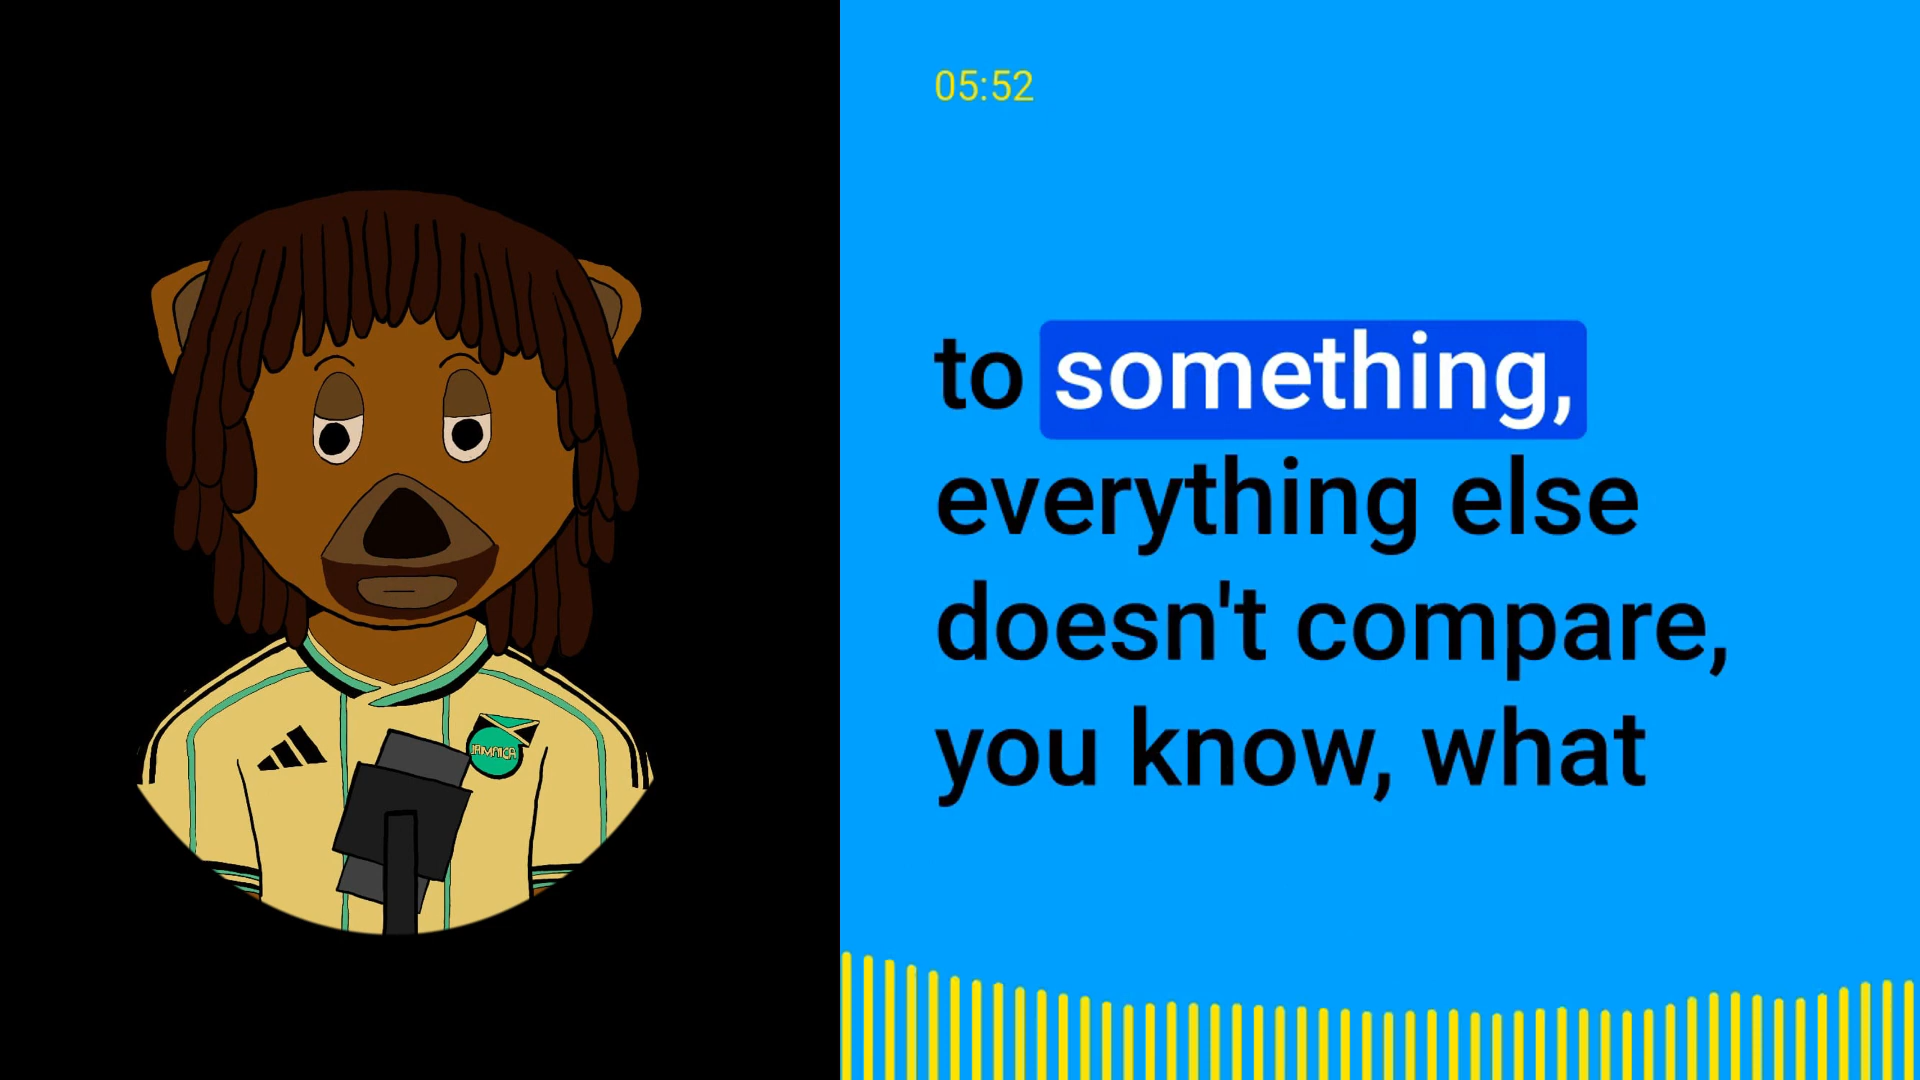 05:52
to something,
everything else
doesn't compare,
you know, what
JAMAICA